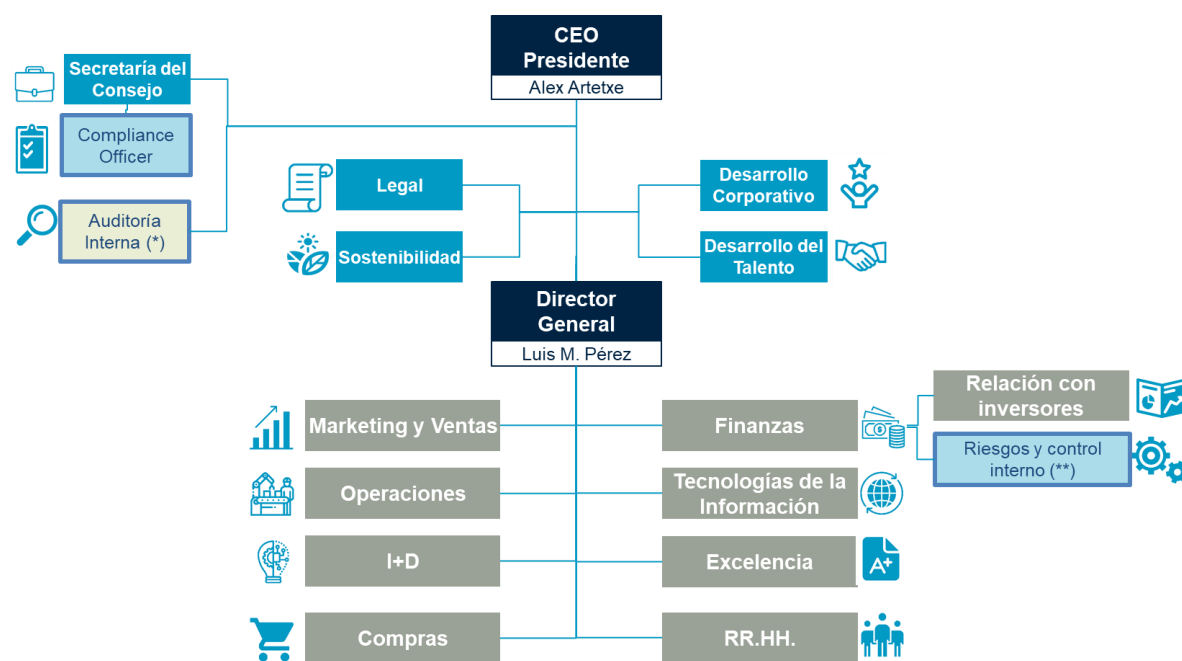 CEO
Presidente
Alex Artetxe
Secretaría del
Consejo
Compliance
Officer
Auditoría
Interna (*)
Legal
Sostenibilidad
Desarrollo
Corporativo
Desarrollo del
Talento
Director
General
Luis M. Pérez
Marketing y Ventas
Finanzas
Relación con
inversores
Riesgos y control
interno (**)
Operaciones
Tecnologías de la
Información
I+D
Excelencia
A+
Compras
RR.HH.